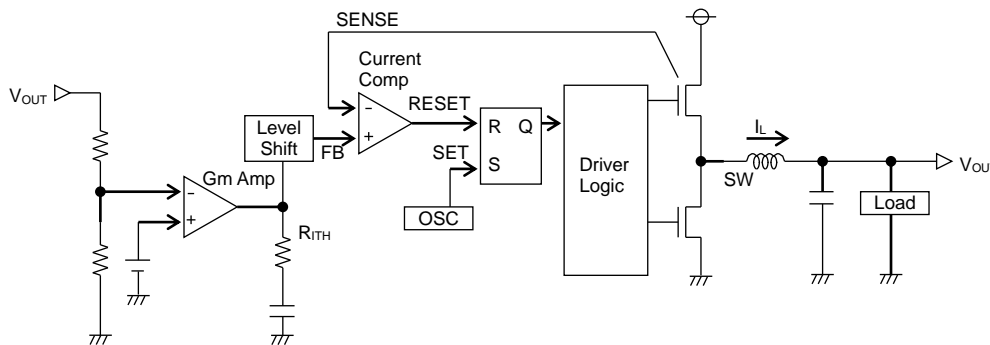 SENSE
Current
Comp
VOUT
RESET
Level
Shift
FB
-
+
R Q
S
SET
OSC
Gm Amp
-
+
RITH
Driver
Logic
IL
SW
VOU
Load